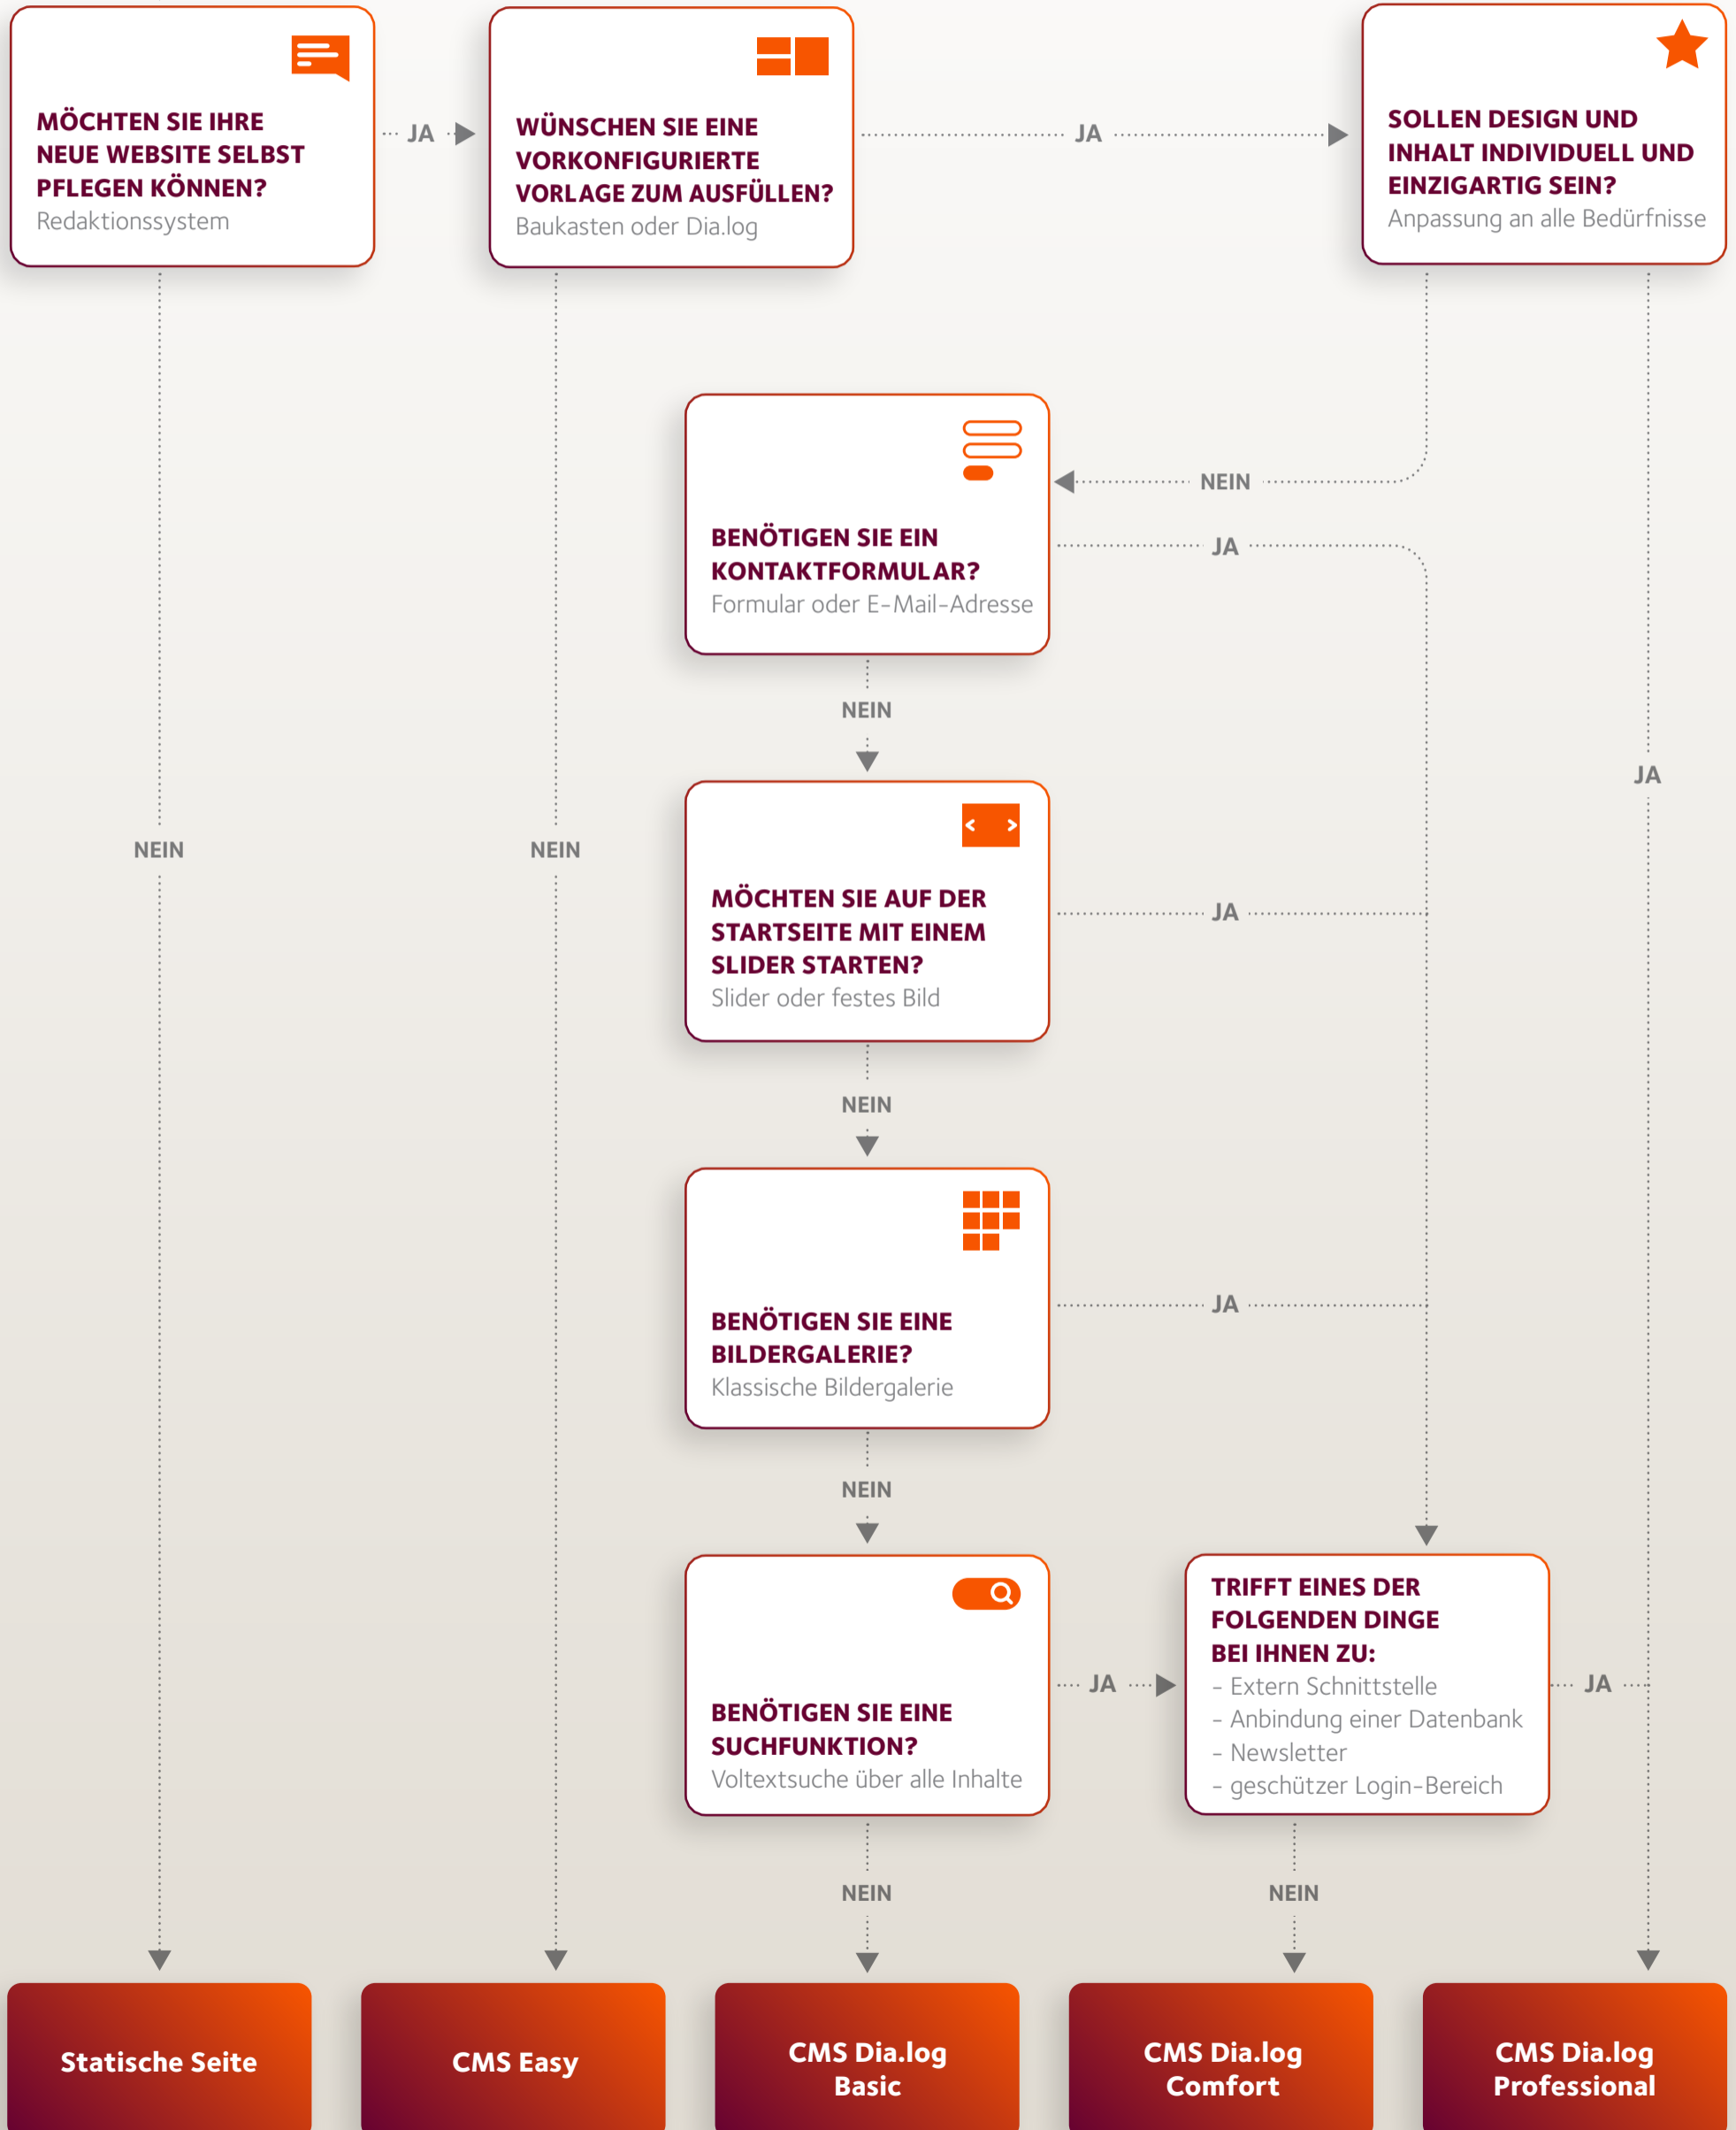 MÖCHTEN SIE IHRE
NEUE WEBSITE SELBST
PFLEGEN KÖNNEN?
Redaktionssystem
JA
WÜNSCHEN SIE EINE
VORKONFIGURIERTE
VORLAGE ZUM AUSFÜLLEN?
Baukasten oder Dia.log
JA
SOLLEN DESIGN UND
INHALT INDIVIDUELL UND
EINZIGARTIG SEIN?
Anpassung an alle Bedürfnisse
NEIN
BENÖTIGEN SIE EIN
KONTAKTFORMULAR?
Formular oder E-Mail-Adresse
JA
NEIN
JA
NEIN
NEIN
MÖCHTEN SIE AUF DER
STARTSEITE MIT EINEM
SLIDER STARTEN?
Slider oder festes Bild
JA
NEIN
BENÖTIGEN SIE EINE
BILDERGALERIE?
Klassische Bildergalerie
JA
NEIN
BENÖTIGEN SIE EINE
SUCHFUNKTION?
Voltextsuche über alle Inhalte
JA
TRIFFT EINES DER
FOLGENDEN DINGE
BEI IHNEN ZU:
- Extern Schnittstelle
- Anbindung einer Datenbank
- Newsletter
- geschützer Login-Bereich
JA
NEIN
NEIN
Statische Seite
CMS Easy
CMS Dia.log
Basic
CMS Dia.log
Comfort
CMS Dia.log
Professional